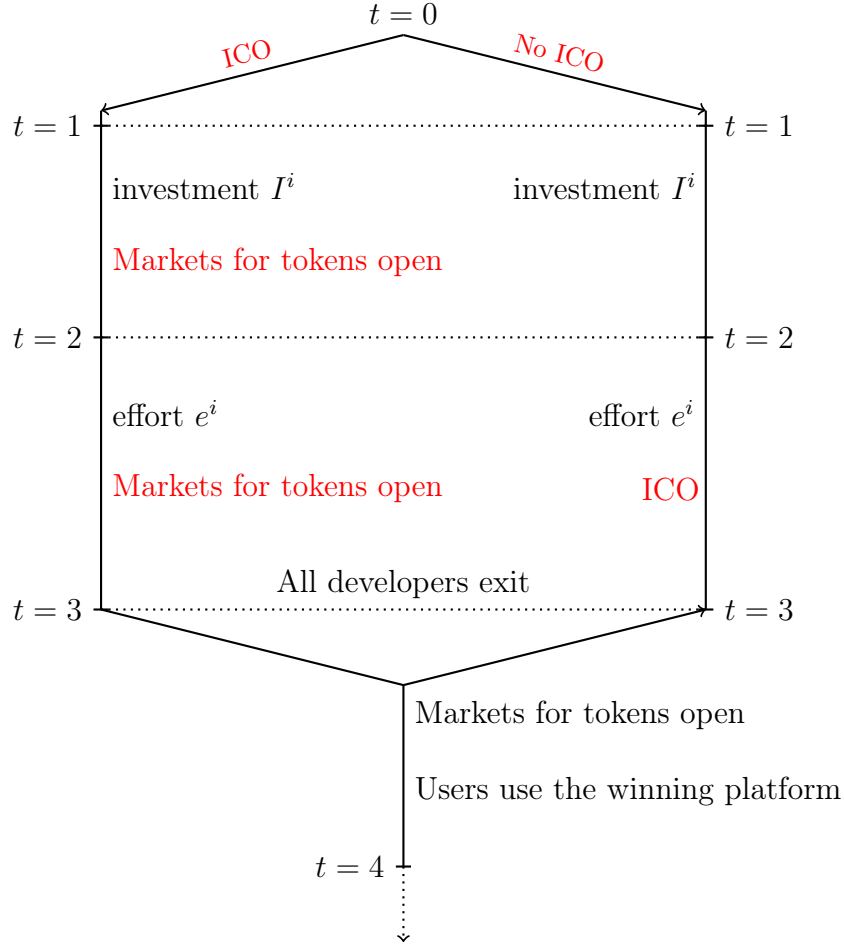 t = 0
ICO
No ICO
t = 1
t = 1
investment I^i
investment I^i
Markets for tokens open
t = 2
t = 2
effort e^i
effort e^i
Markets for tokens open
ICO
All developers exit
t = 3
t = 3
Markets for tokens open
Users use the winning platform
t = 4